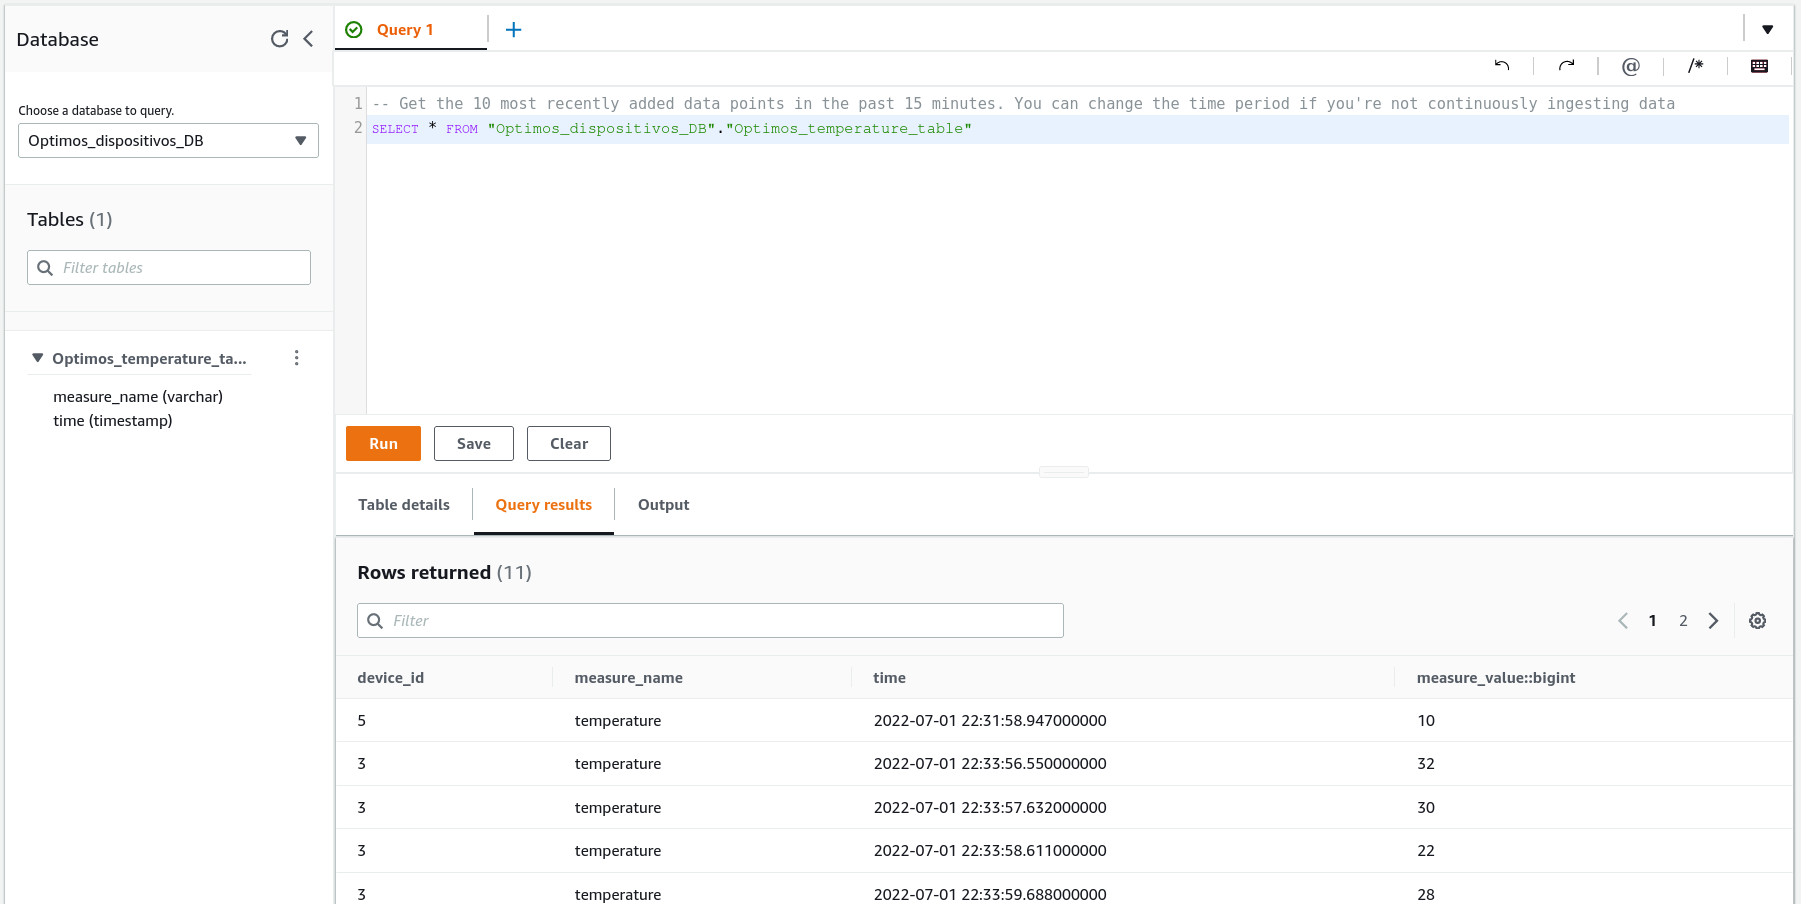 Database
Choose a database to query.
Optimos_dispositivos_DB
Tables (1)
Filter tables
Optimos_temperature_ta...
measure_name (varchar)
time (timestamp)
Query 1
@
/*
1 -- Get the 10 most recently added data points in the past 15 minutes. You can change the time period if you're not continuously ingesting data
2 SELECT * FROM "Optimos_dispositivos_DB"."Optimos_temperature_table"
Run Save Clear
Table details Query results Output
Rows returned (11)
Filter
1 2
device_id measure_name time measure_value::bigint
5 temperature 2022-07-01 22:31:58.947000000 10
3 temperature 2022-07-01 22:33:56.550000000 32
3 temperature 2022-07-01 22:33:57.632000000 30
3 temperature 2022-07-01 22:33:58.611000000 22
3 temperature 2022-07-01 22:33:59.688000000 28